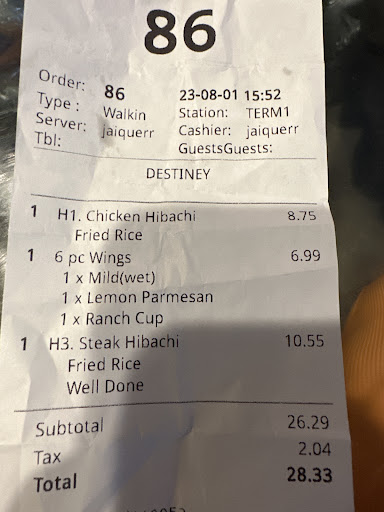 86
Order: 86 23-08-01 15:52
Type : Walkin Station: TERM1
Server: jaiquerr Cashier: jaiquerr
Tbl: GuestsGuests:
DESTINEY
1 H1. Chicken Hibachi 8.75
Fried Rice
1 6 pc Wings 6.99
1 x Mild(wet)
1 x Lemon Parmesan
1 x Ranch Cup
1 H3. Steak Hibachi 10.55
Fried Rice
Well Done
Subtotal 26.29
Tax 2.04
Total 28.33